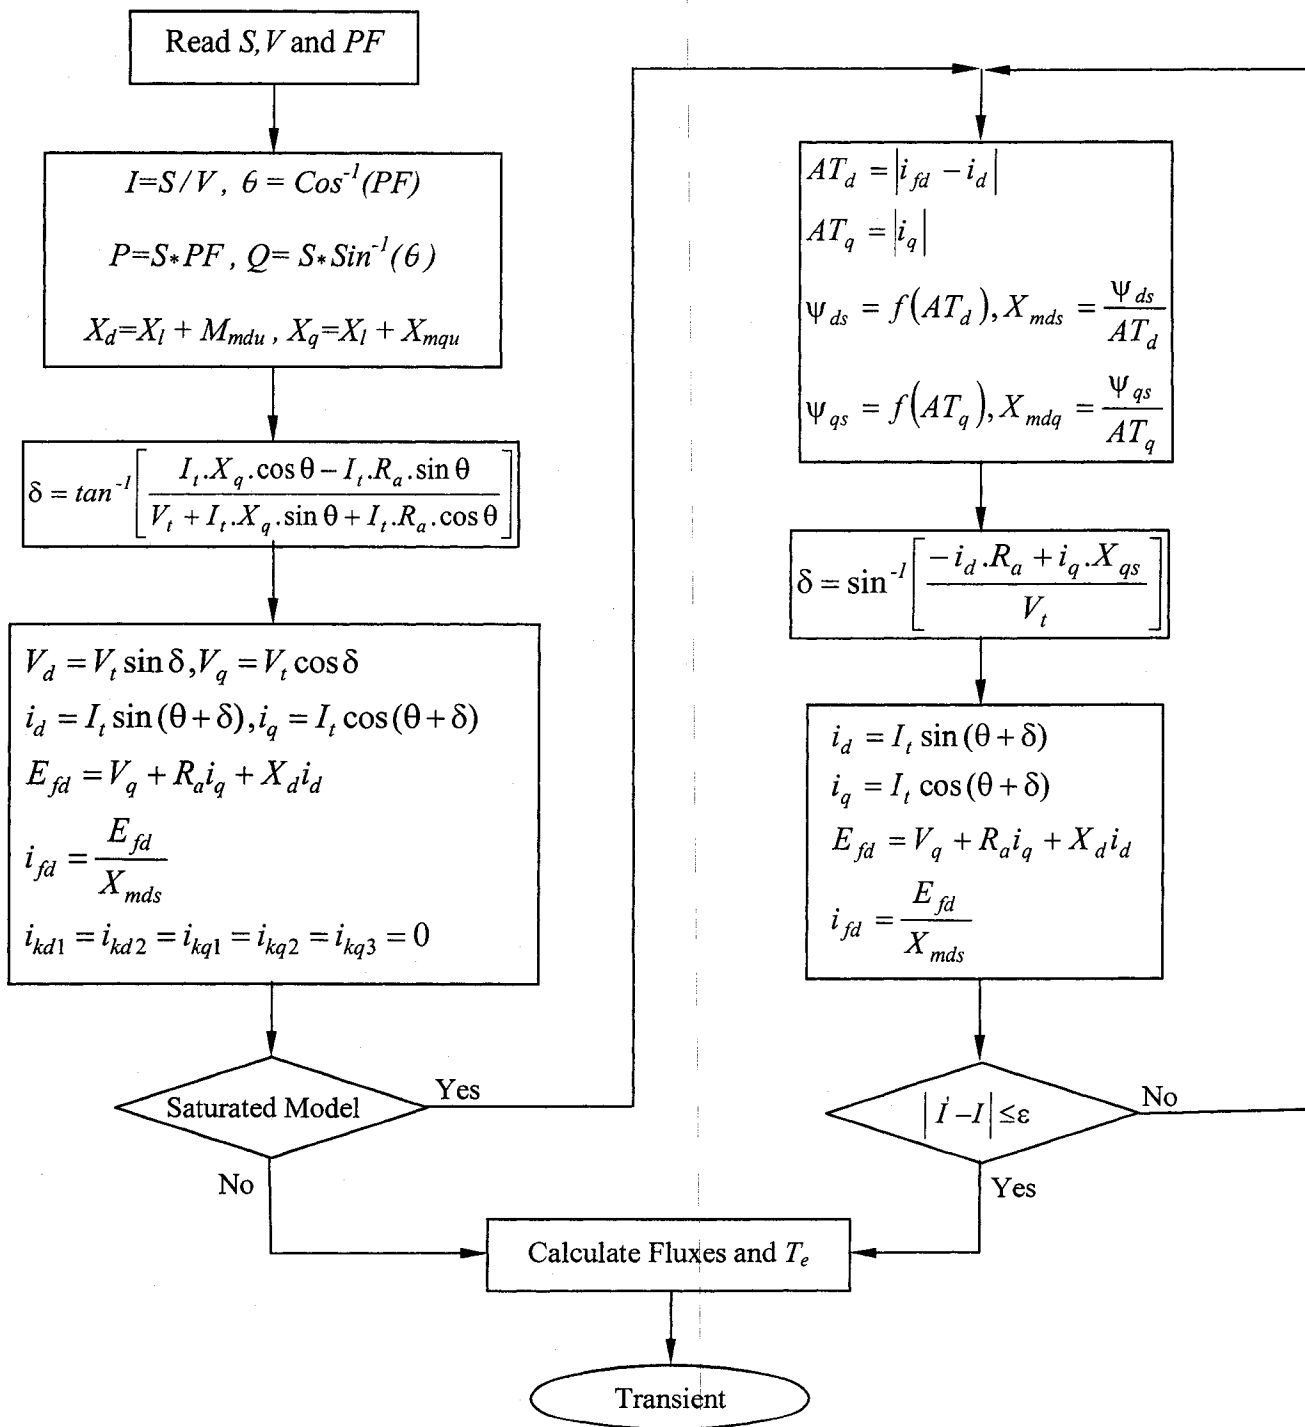 Read S, V and PF
I=S/V, θ = Cos⁻¹(PF)
P=S*PF, Q= S*Sin⁻¹(θ)
X_d=X_l + M_mdu, X_q=X_l + X_mqu
δ = tan⁻¹[(I_t.X_q.cosθ − I_t.R_a.sinθ)/(V_t + I_t.X_q.sinθ + I_t.R_a.cosθ)]
V_d = V_t sinδ, V_q = V_t cosδ
i_d = I_t sin(θ+δ), i_q = I_t cos(θ+δ)
E_fd = V_q + R_a i_q + X_d i_d
i_fd = E_fd/X_mds
i_kd1 = i_kd2 = i_kq1 = i_kq2 = i_kq3 = 0
Saturated Model
Yes
No
AT_d = |i_fd − i_d|
AT_q = |i_q|
Ψ_ds = f(AT_d), X_mds = Ψ_ds/AT_d
Ψ_qs = f(AT_q), X_mdq = Ψ_qs/AT_q
δ = sin⁻¹[(−i_d.R_a + i_q.X_qs)/V_t]
i_d = I_t sin(θ+δ)
i_q = I_t cos(θ+δ)
E_fd = V_q + R_a i_q + X_d i_d
i_fd = E_fd/X_mds
|I' − I| ≤ ε
No
Yes
Calculate Fluxes and T_e
Transient